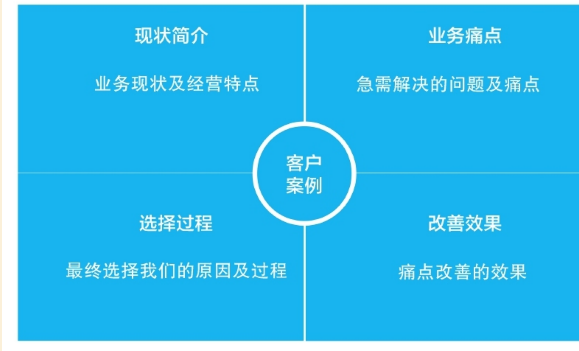 现状简介
业务现状及经营特点
业务痛点
急需解决的问题及痛点
客户
案例
选择过程
最终选择我们的原因及过程
改善效果
痛点改善的效果